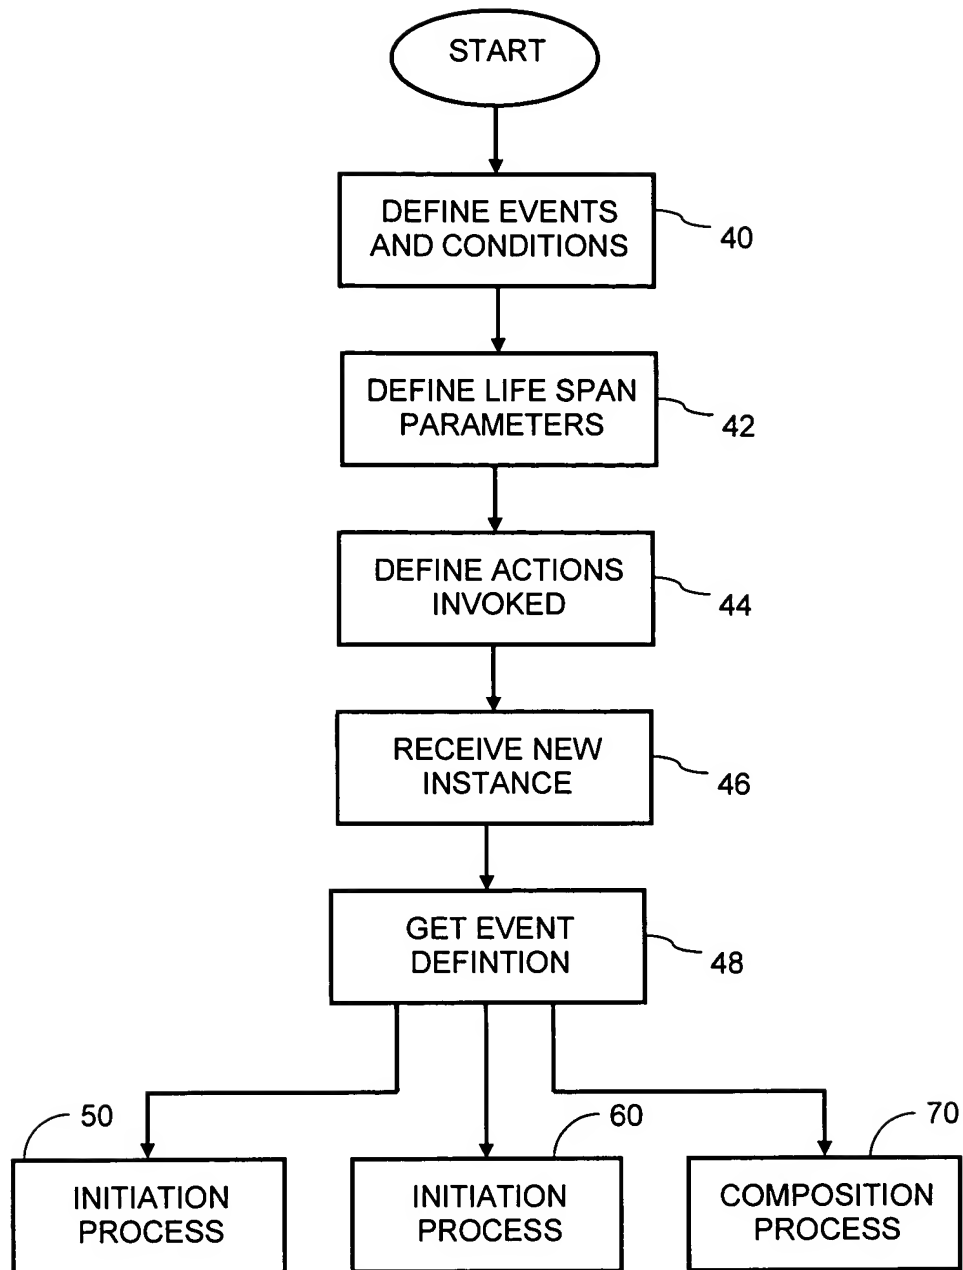 START
DEFINE EVENTS
AND CONDITIONS
40
DEFINE LIFE SPAN
PARAMETERS
42
DEFINE ACTIONS
INVOKED
44
RECEIVE NEW
INSTANCE
46
GET EVENT
DEFINTION
48
50
INITIATION
PROCESS
60
INITIATION
PROCESS
70
COMPOSITION
PROCESS